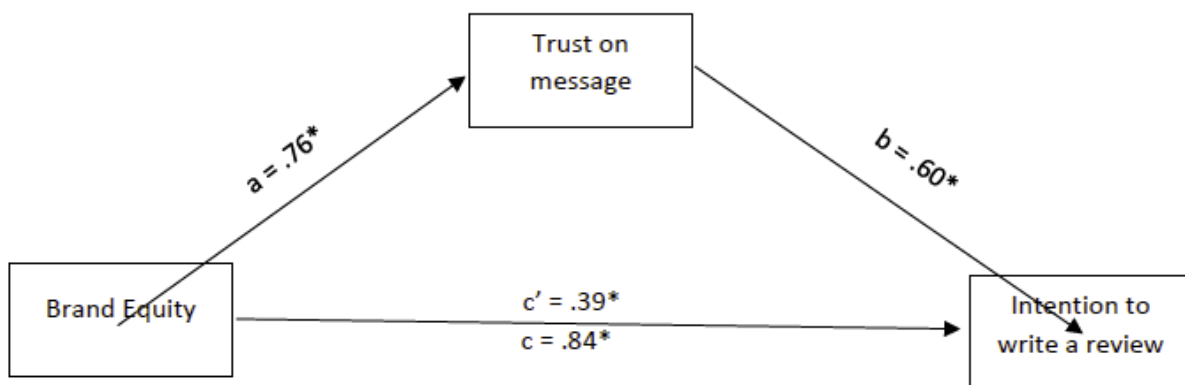 Trust on
message
a = .76*
b = .60*
Brand Equity
c’ = .39*
c = .84*
Intention to
write a review